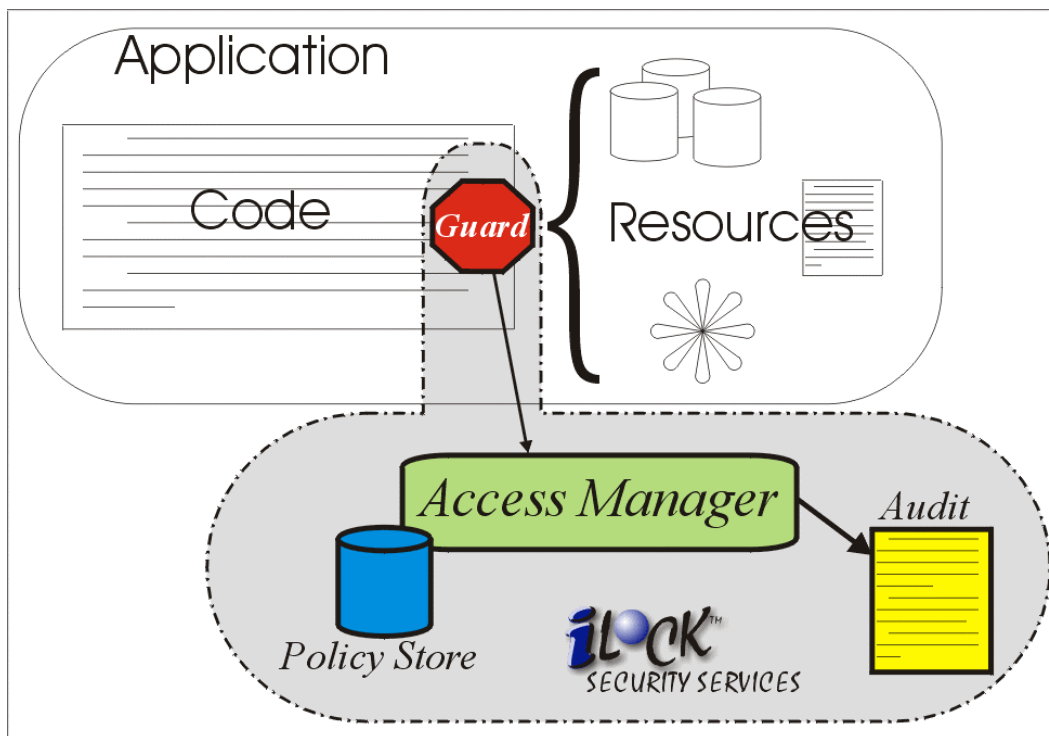 Application
Code
Guard
Resources
Access Manager
Audit
Policy Store
iLOCK™
SECURITY SERVICES